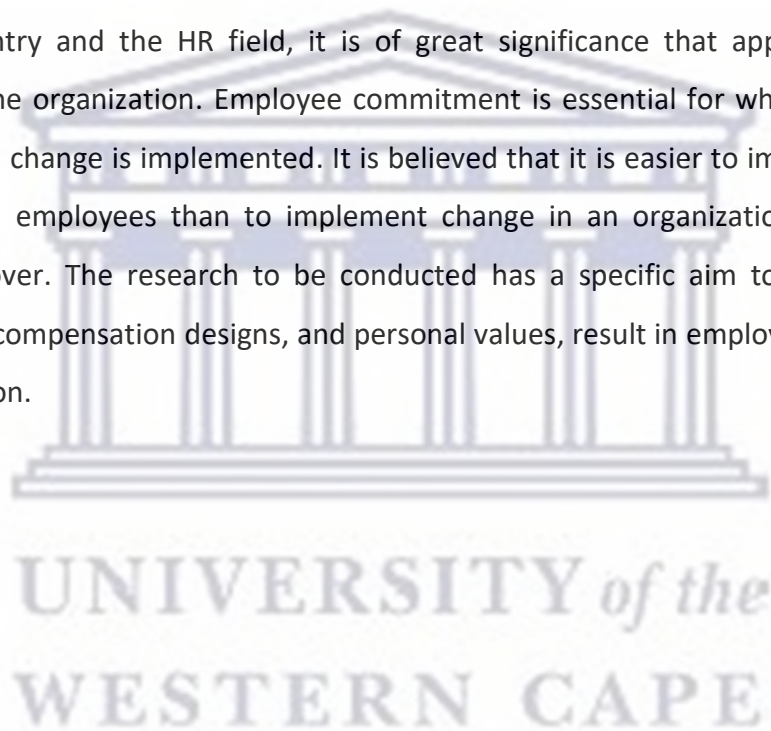 ntry and the HR field, it is of great significance that app
ne organization. Employee commitment is essential for wh
change is implemented. It is believed that it is easier to im
employees than to implement change in an organizatio
over. The research to be conducted has a specific aim to
compensation designs, and personal values, result in employ
on.
UNIVERSITY of the
WESTERN CAPE